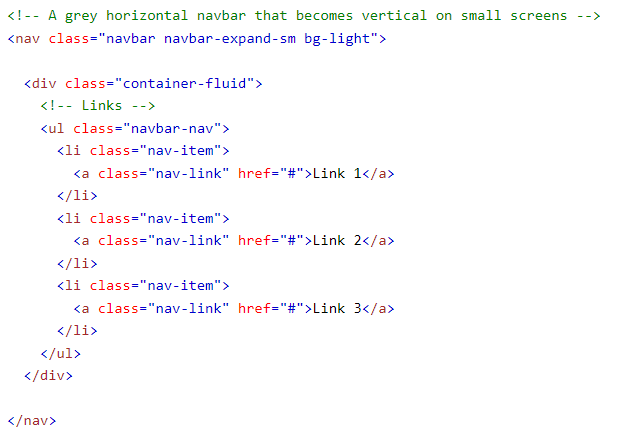 <!-- A grey horizontal navbar that becomes vertical on small screens -->
<nav class="navbar navbar-expand-sm bg-light">

  <div class="container-fluid">
    <!-- Links -->
    <ul class="navbar-nav">
      <li class="nav-item">
        <a class="nav-link" href="#">Link 1</a>
      </li>
      <li class="nav-item">
        <a class="nav-link" href="#">Link 2</a>
      </li>
      <li class="nav-item">
        <a class="nav-link" href="#">Link 3</a>
      </li>
    </ul>
  </div>

</nav>